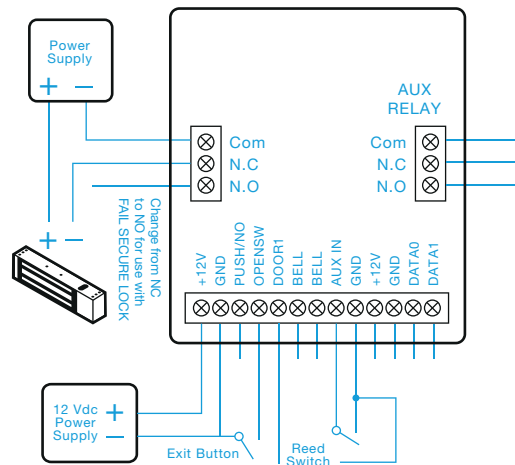 Power
Supply
+ −
AUX
RELAY
Com
N.C
N.O
Com
N.C
N.O
+ −
Change from NC
to NO for use with
FAIL SECURE LOCK
+12V
GND
PUSH/NO
OPENSW
DOOR1
BELL
BELL
AUX IN
GND
+12V
GND
DATA0
DATA1
12 Vdc
Power
Supply
+
−
Exit Button
Reed
Switch